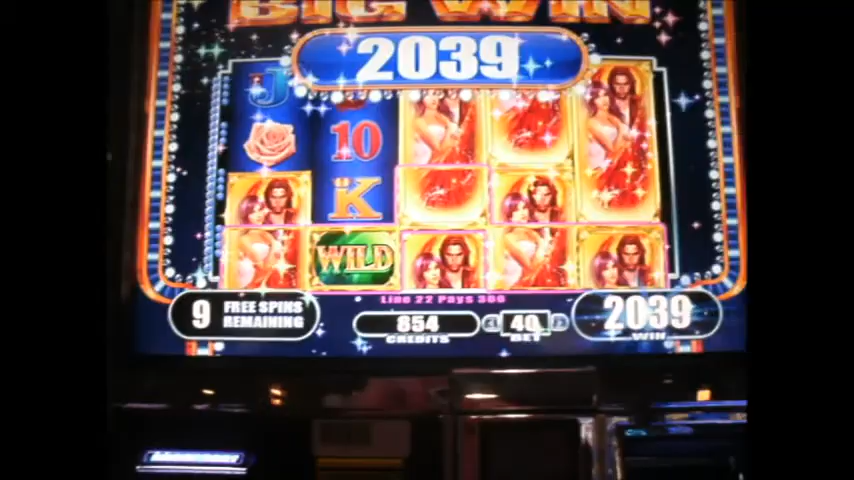 BIG WIN
2039
J
10
K
WILD
Line 22 Pays 300
9 FREE SPINS REMAINING
854
CREDITS
40
BET
2039
WIN